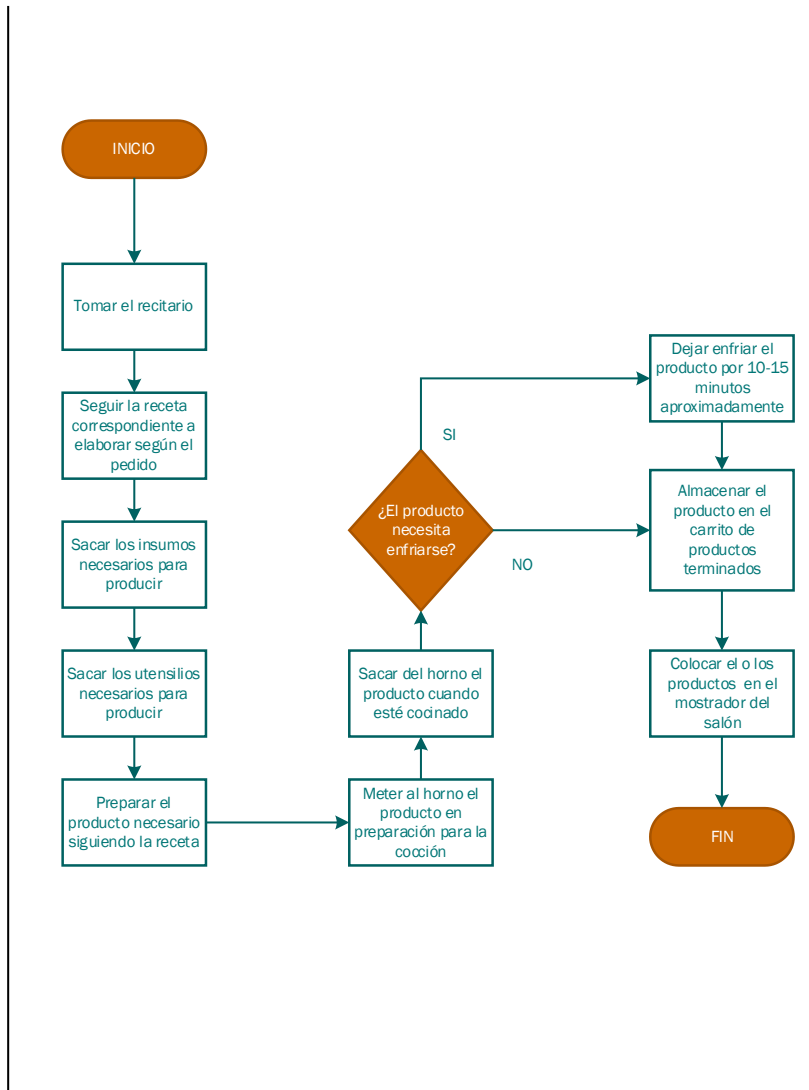 INICIO
Tomar el recitario
Seguir la receta
correspondiente a
elaborar según el
pedido
Sacar los insumos
necesarios para
producir
Sacar los utensilios
necesarios para
producir
Preparar el
producto necesario
siguiendo la receta
Meter al horno el
producto en
preparación para la
cocción
Sacar del horno el
producto cuando
esté cocinado
¿El producto
necesita
enfriarse?
SI
NO
Dejar enfriar el
producto por 10-15
minutos
aproximadamente
Almacenar el
producto en el
carrito de
productos
terminados
Colocar el o los
productos en el
mostrador del
salón
FIN